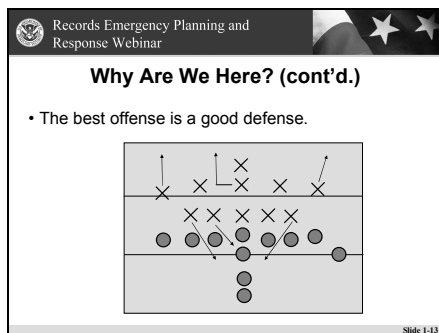 Records Emergency Planning and
Response Webinar
Why Are We Here? (cont’d.)
• The best offense is a good defense.
Slide 1-13